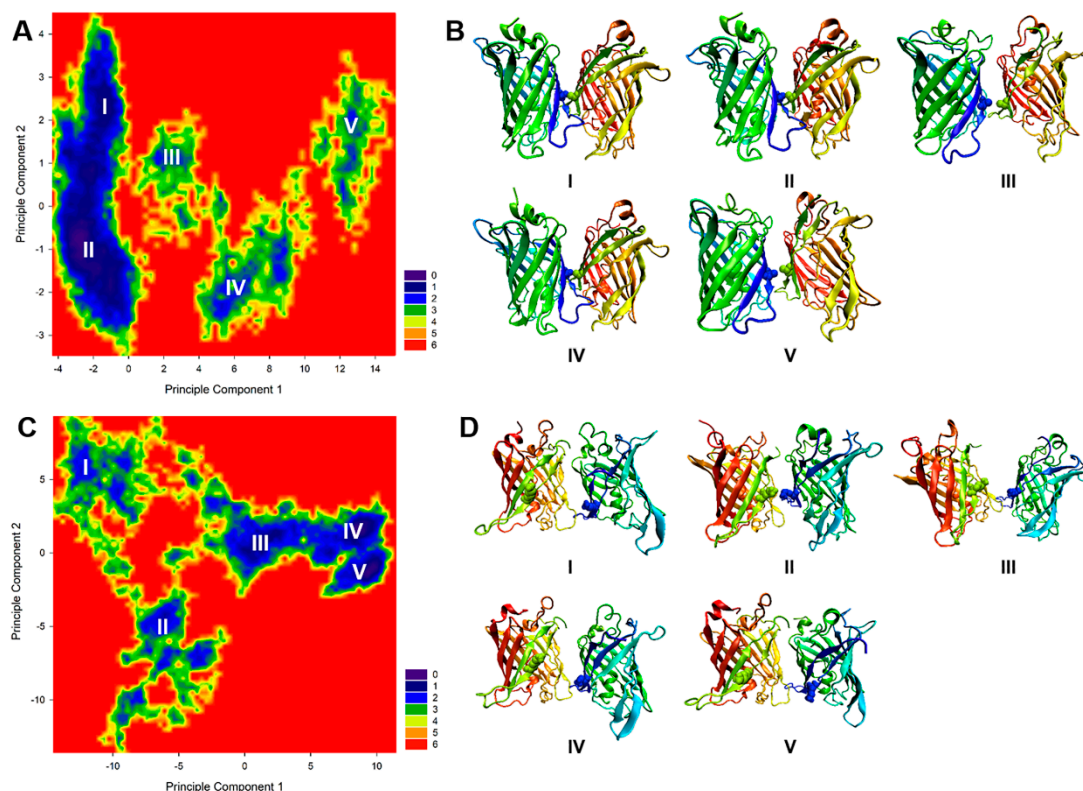 A
4
3
2
1
0
-1
-2
-3
Principle Component 2
I
II
III
IV
V
-4 -2 0 2 4 6 8 10 12 14
Principle Component 1
0
1
2
3
4
5
6
B
I II III
IV V
C
5
0
-5
-10
Principle Component 2
I
II
III
IV
V
-10 -5 0 5 10
Principle Component 1
0
1
2
3
4
5
6
D
I II III
IV V